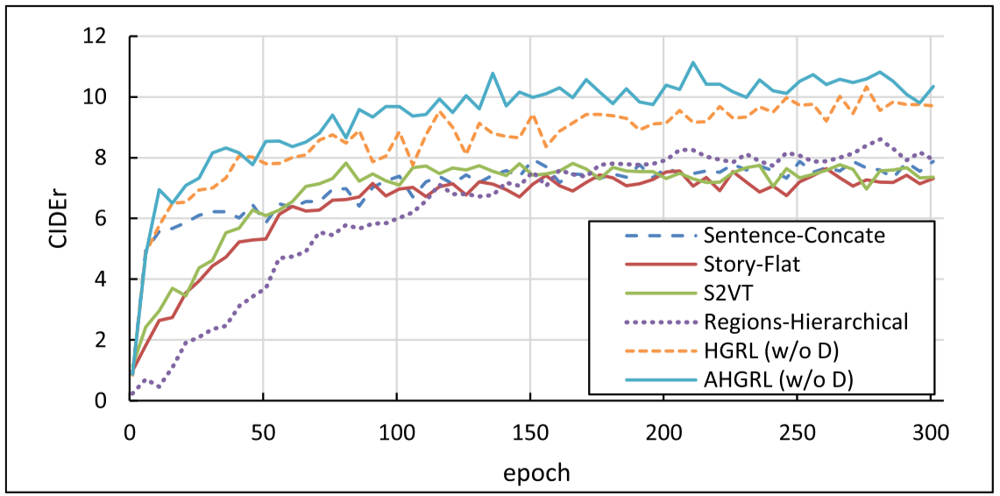 12
10
8
6
4
2
0
CIDEr
0 50 100 150 200 250 300
epoch
Sentence-Concate
Story-Flat
S2VT
Regions-Hierarchical
HGRL (w/o D)
AHGRL (w/o D)